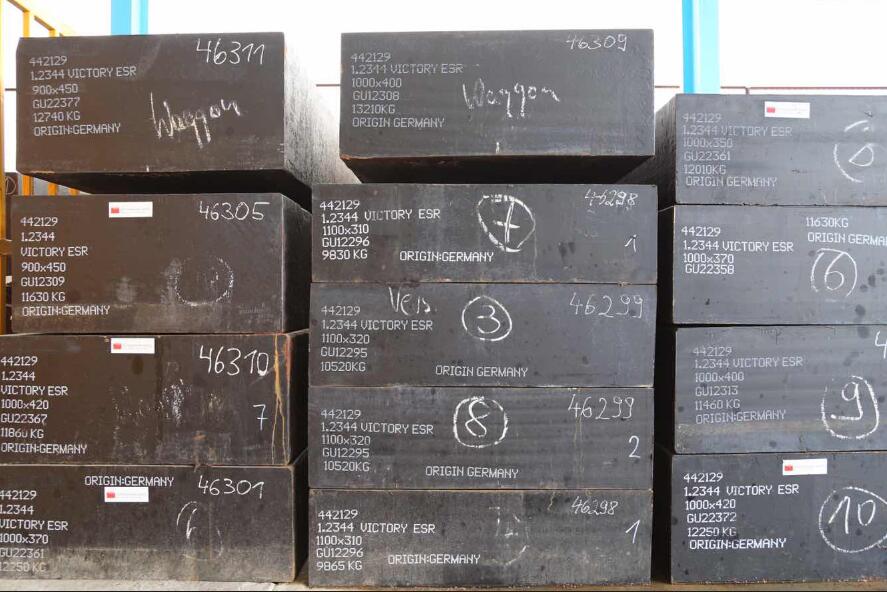 46311
442129
1.2344 VICTORY ESR
900x450
GU22377
12740 KG
ORIGIN:GERMANY
Waggon
46305
442129
1.2344
VICTORY ESR
900x450
GU12309
11630 KG
ORIGIN:GERMANY
46310
442129
1.2344
VICTORY ESR
1000x420
GU22367
11860 KG
ORIGIN:GERMANY
7
ORIGIN:GERMANY
46301
442129
1.2344
VICTORY ESR
1000x370
GU22361
12250 KG
46309
442129
1.2344 VICTORY ESR
1000x400
GU12308
13210KG
ORIGIN GERMANY
Waggon
46298
442129
1.2344 VICTORY ESR
1100x310
GU12296
9830 KG
ORIGIN:GERMANY
7
1
46299
442129
1.2344 VICTORY ESR
1100x320
GU12295
10520KG
ORIGIN GERMANY
3
46299
442129
1.2344 VICTORY ESR
1100x320
GU12295
10520KG
ORIGIN GERMANY
8
2
46298
442129
1.2344 VICTORY ESR
1100x310
GU12296
9865 KG
ORIGIN:GERMANY
1
442129
1.2344 VICTORY ESR
1000x350
GU22361
12010KG
ORIGIN GERMANY
442129
1.2344 VICTORY ESR
1000x370
GU22358
11630KG
ORIGIN GERMA
6
442129
1.2344 VICTORY ESR
1000x400
GU12313
11460 KG
ORIGIN:GERMANY
9
4
442129
1.2344 VICTORY ESR
1000x420
GU22372
12250 KG
ORIGIN:GERMANY
10